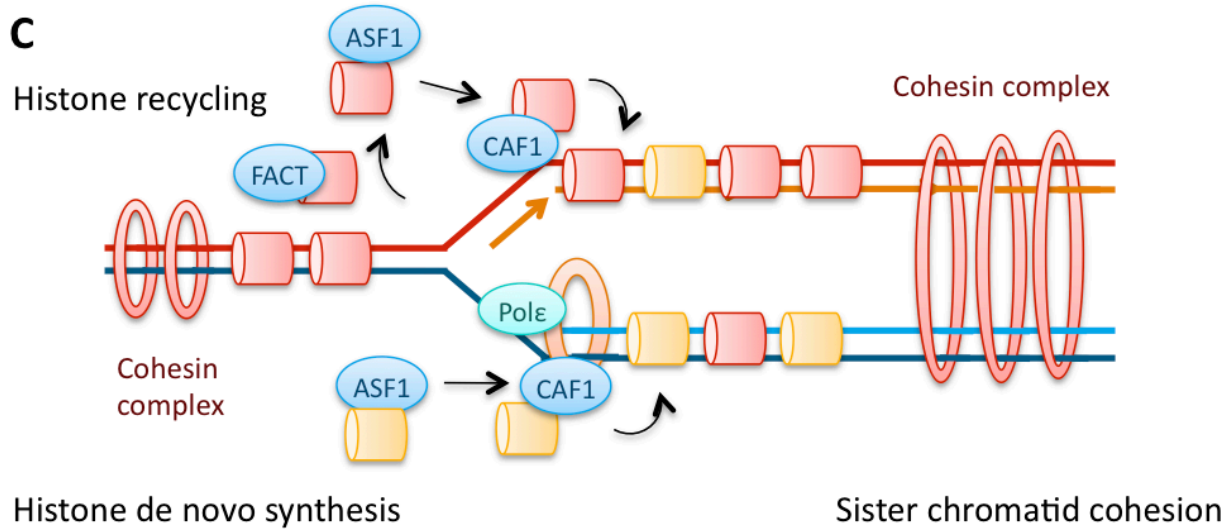 C
ASF1
Histone recycling
CAF1
FACT
Cohesin complex
Polε
Cohesin
complex
ASF1
CAF1
Histone de novo synthesis
Sister chromatid cohesion